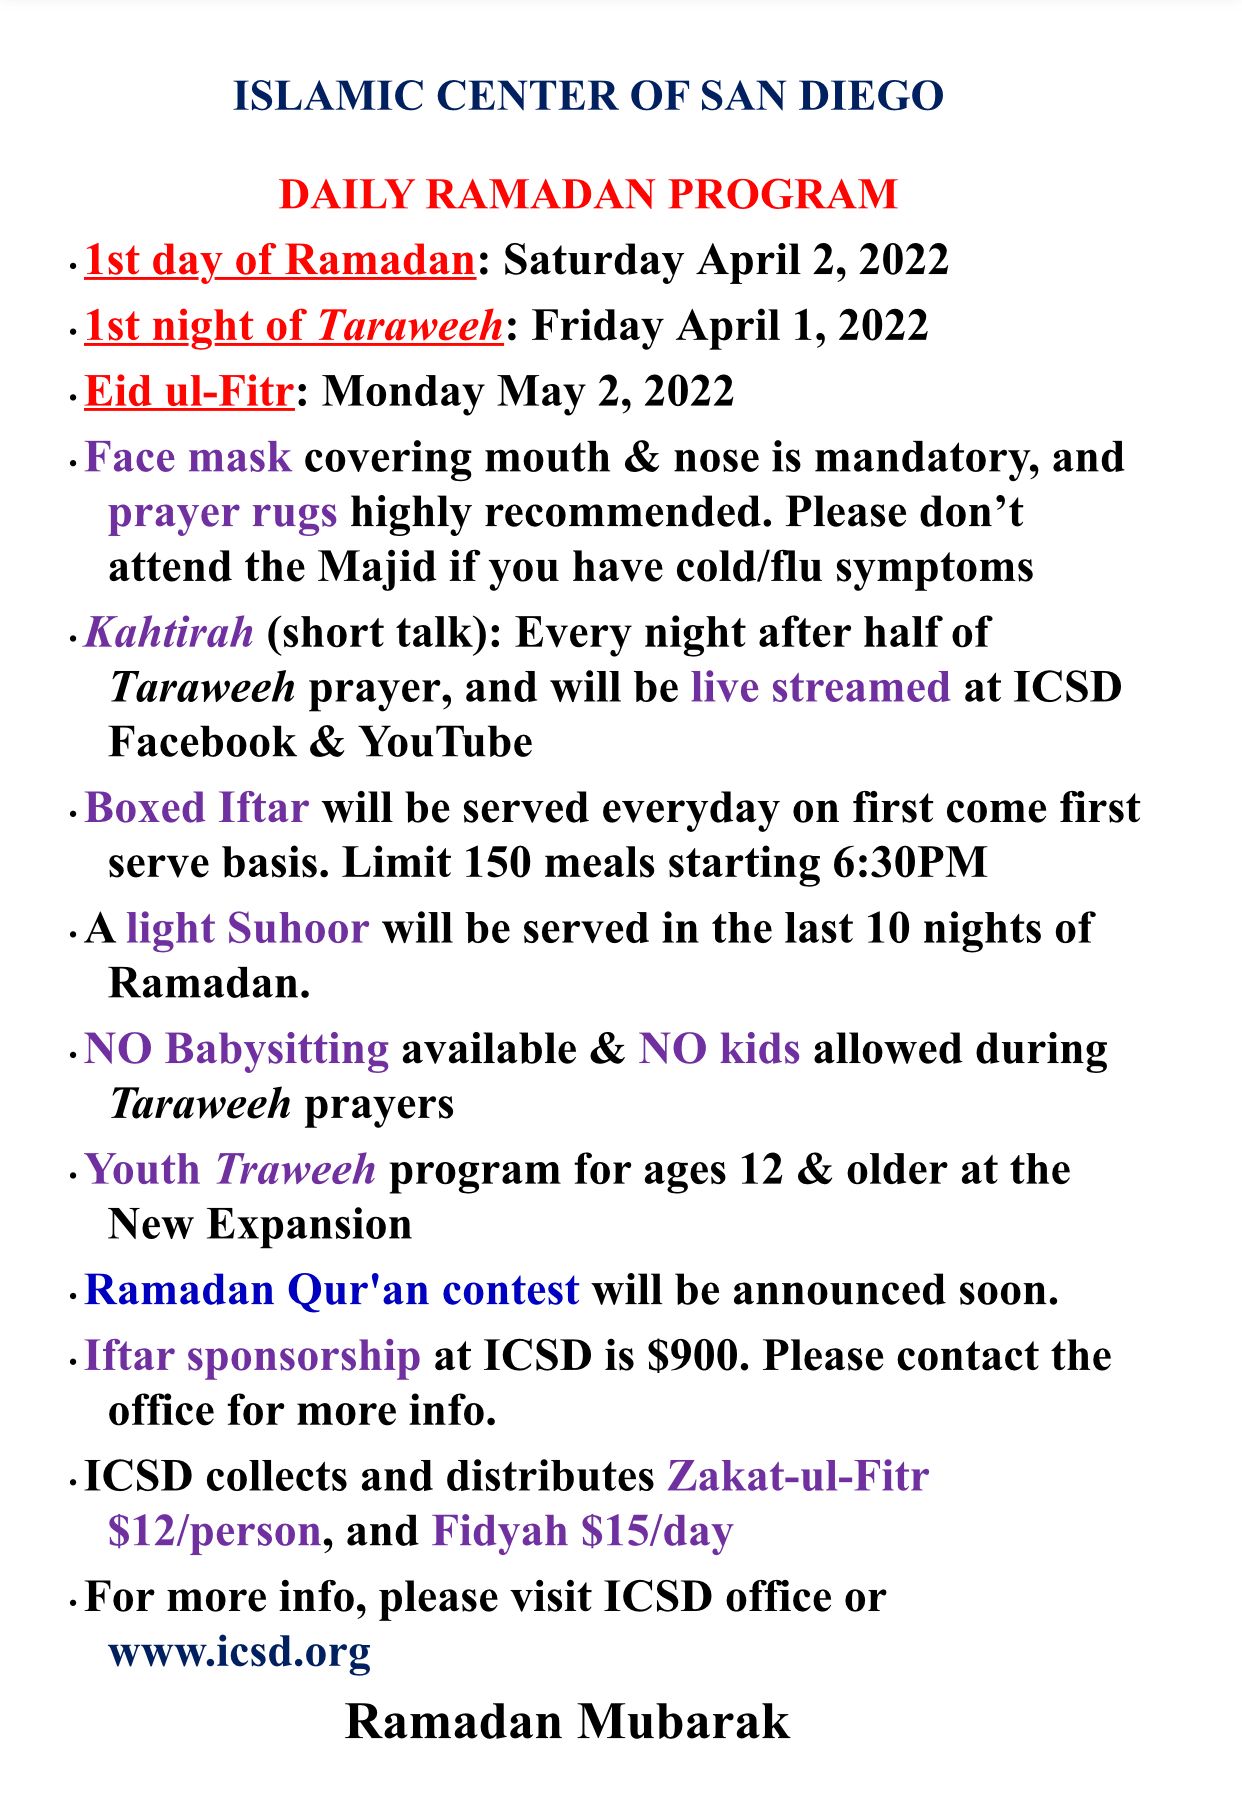 ISLAMIC CENTER OF SAN DIEGO
DAILY RAMADAN PROGRAM
• 1st day of Ramadan: Saturday April 2, 2022
• 1st night of Taraweeh: Friday April 1, 2022
• Eid ul-Fitr: Monday May 2, 2022
• Face mask covering mouth & nose is mandatory, and
prayer rugs highly recommended. Please don’t
attend the Majid if you have cold/flu symptoms
• Kahtirah (short talk): Every night after half of
Taraweeh prayer, and will be live streamed at ICSD
Facebook & YouTube
• Boxed Iftar will be served everyday on first come first
serve basis. Limit 150 meals starting 6:30PM
• A light Suhoor will be served in the last 10 nights of
Ramadan.
• NO Babysitting available & NO kids allowed during
Taraweeh prayers
• Youth Traweeh program for ages 12 & older at the
New Expansion
• Ramadan Qur'an contest will be announced soon.
• Iftar sponsorship at ICSD is $900. Please contact the
office for more info.
• ICSD collects and distributes Zakat-ul-Fitr
$12/person, and Fidyah $15/day
• For more info, please visit ICSD office or
www.icsd.org
Ramadan Mubarak